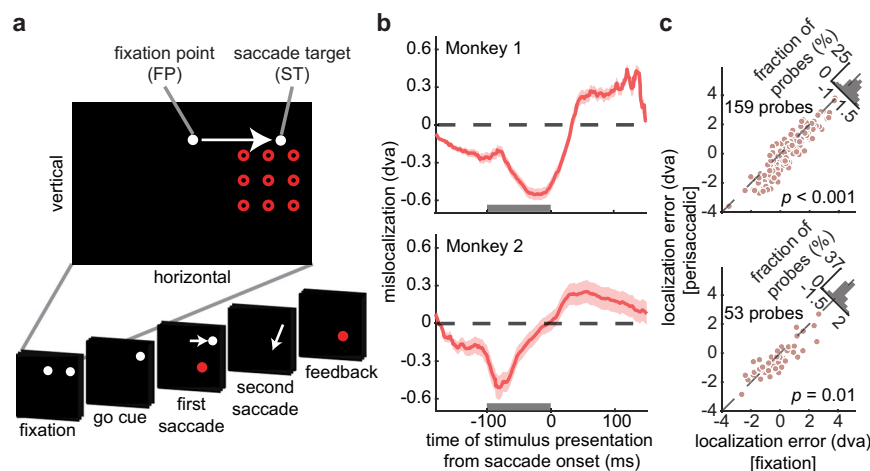 a
fixation point
(FP)
saccade target
(ST)
vertical
horizontal
fixation
go cue
first
saccade
second
saccade
feedback
b
mislocalization (dva)
0.6
Monkey 1
0.3
0
-0.3
-0.6
0.6
Monkey 2
0.3
0
-0.3
-0.6
-100
0
100
time of stimulus presentation
from saccade onset (ms)
c
localization error (dva)
[perisaccadic]
fraction of
probes (%)
25
0
-1
1.5
159 probes
4
2
0
-2
-4
p < 0.001
fraction of
probes (%)
37
0
-1.5
2
53 probes
4
2
0
-2
-4
p = 0.01
-4 -2 0 2 4
localization error (dva)
[fixation]